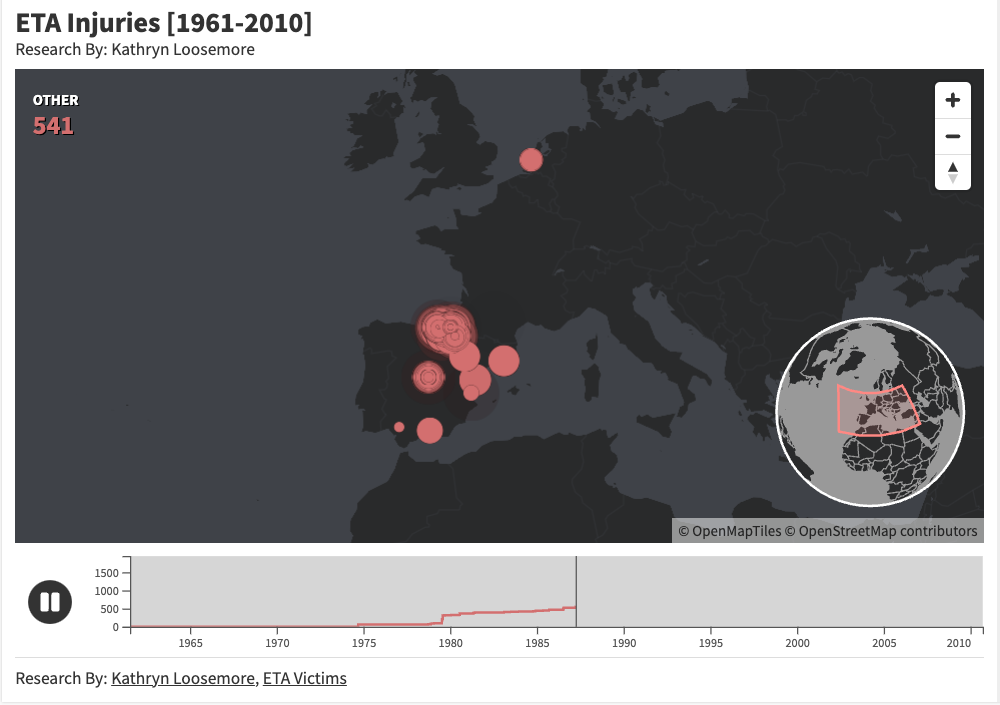 ETA Injuries [1961-2010]
Research By: Kathryn Loosemore
OTHER
541
© OpenMapTiles © OpenStreetMap contributors
1500
1000
500
0
1965 1970 1975 1980 1985 1990 1995 2000 2005 2010
Research By: Kathryn Loosemore, ETA Victims